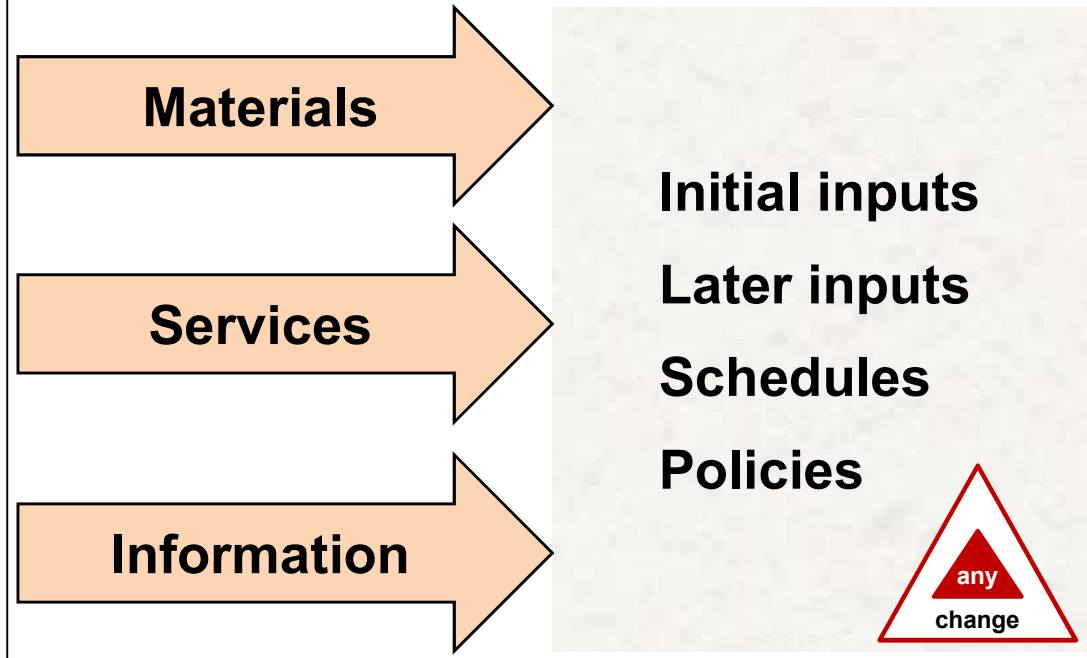 Materials
Services
Information
Initial inputs
Later inputs
Schedules
Policies
any
change